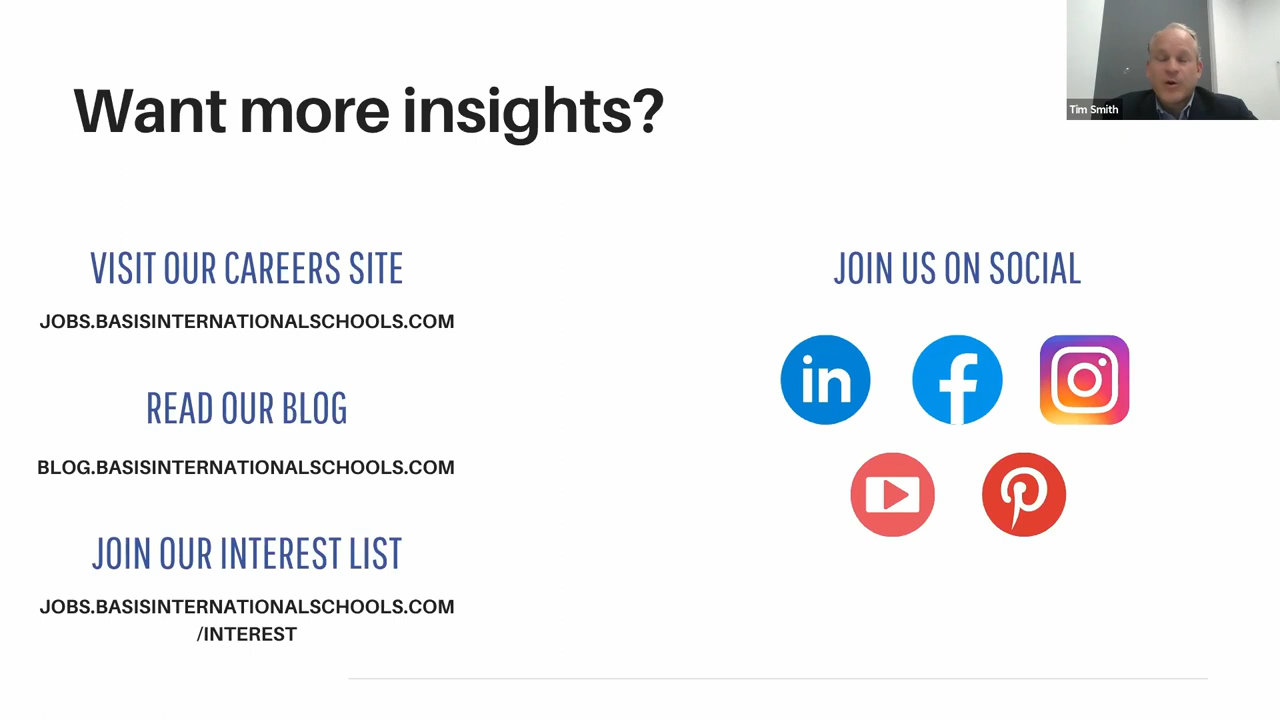 Want more insights?
Tim Smith
VISIT OUR CAREERS SITE
JOBS.BASISINTERNATIONALSCHOOLS.COM
READ OUR BLOG
BLOG.BASISINTERNATIONALSCHOOLS.COM
JOIN OUR INTEREST LIST
JOBS.BASISINTERNATIONALSCHOOLS.COM
/INTEREST
JOIN US ON SOCIAL
in